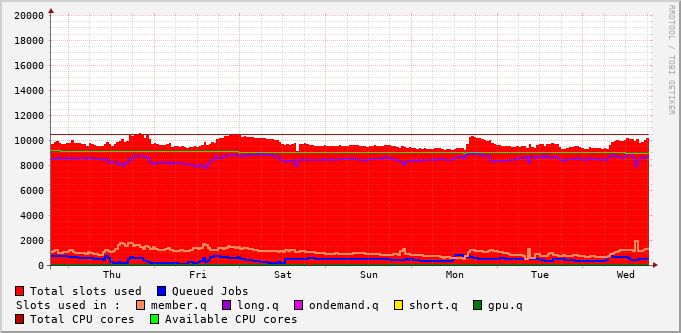 RRDTOOL / TOBI OETIKER
20000
18000
16000
14000
12000
10000
8000
6000
4000
2000
0
Thu Fri Sat Sun Mon Tue Wed
Total slots used Queued Jobs
Slots used in : member.q long.q ondemand.q short.q gpu.q
Total CPU cores Available CPU cores